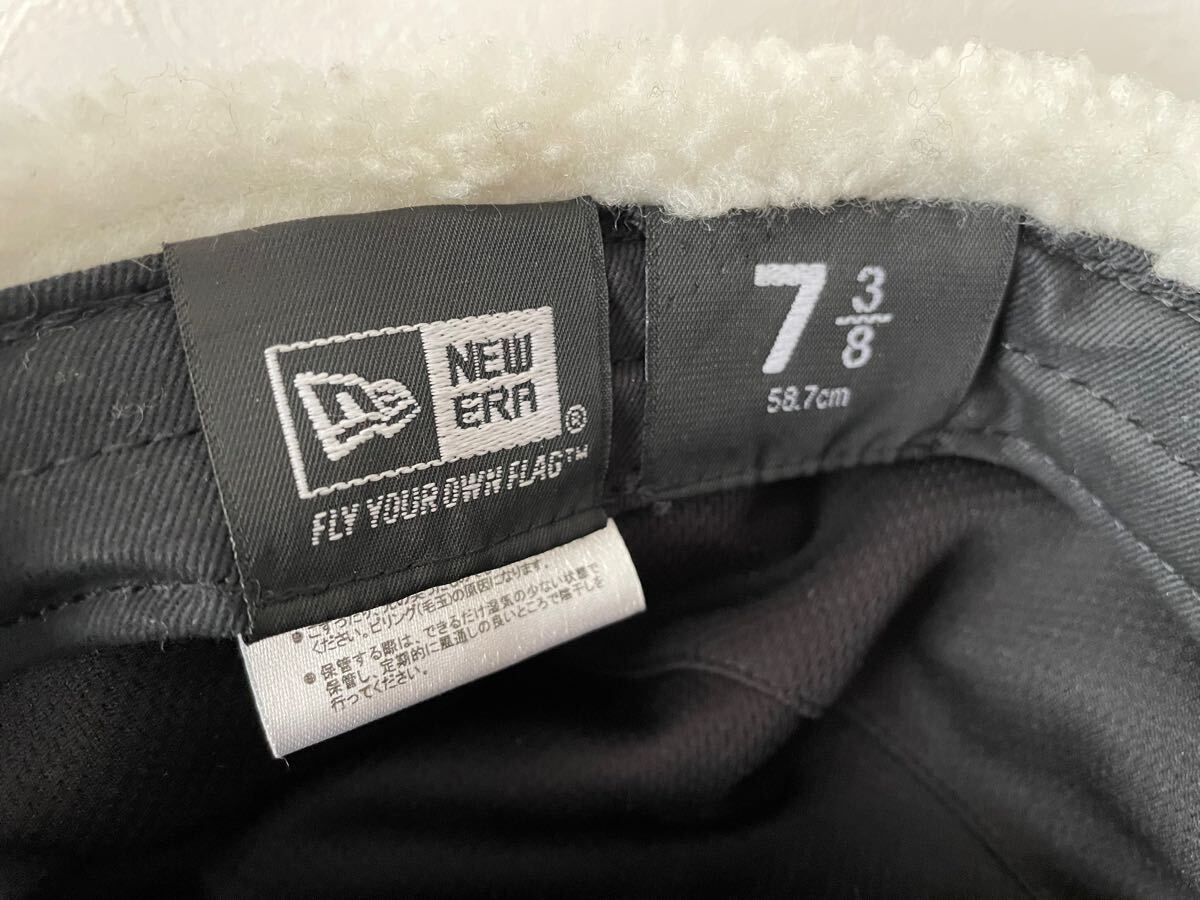 NEW
ERA
®
FLY YOUR OWN FLAG™
7 3/8
58.7cm
原因になります。
ください。ピリング(毛玉)の
● 保管する際は、できるだけ湿気の少ない状態で
保管し、定期的に風通しの良いところで陰干しを
行ってください。